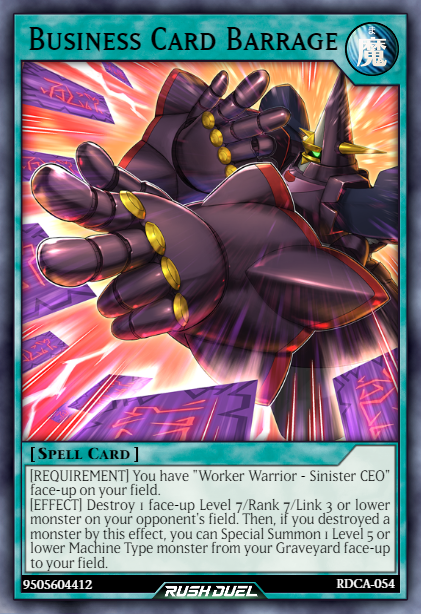 Business Card Barrage
ま
魔
[ Spell Card ]
[REQUIREMENT] You have "Worker Warrior - Sinister CEO"
face-up on your field.
[EFFECT] Destroy 1 face-up Level 7/Rank 7/Link 3 or lower
monster on your opponent's field. Then, if you destroyed a
monster by this effect, you can Special Summon 1 Level 5 or
lower Machine Type monster from your Graveyard face-up
to your field.
9505604412
RUSH DUEL
RDCA-054